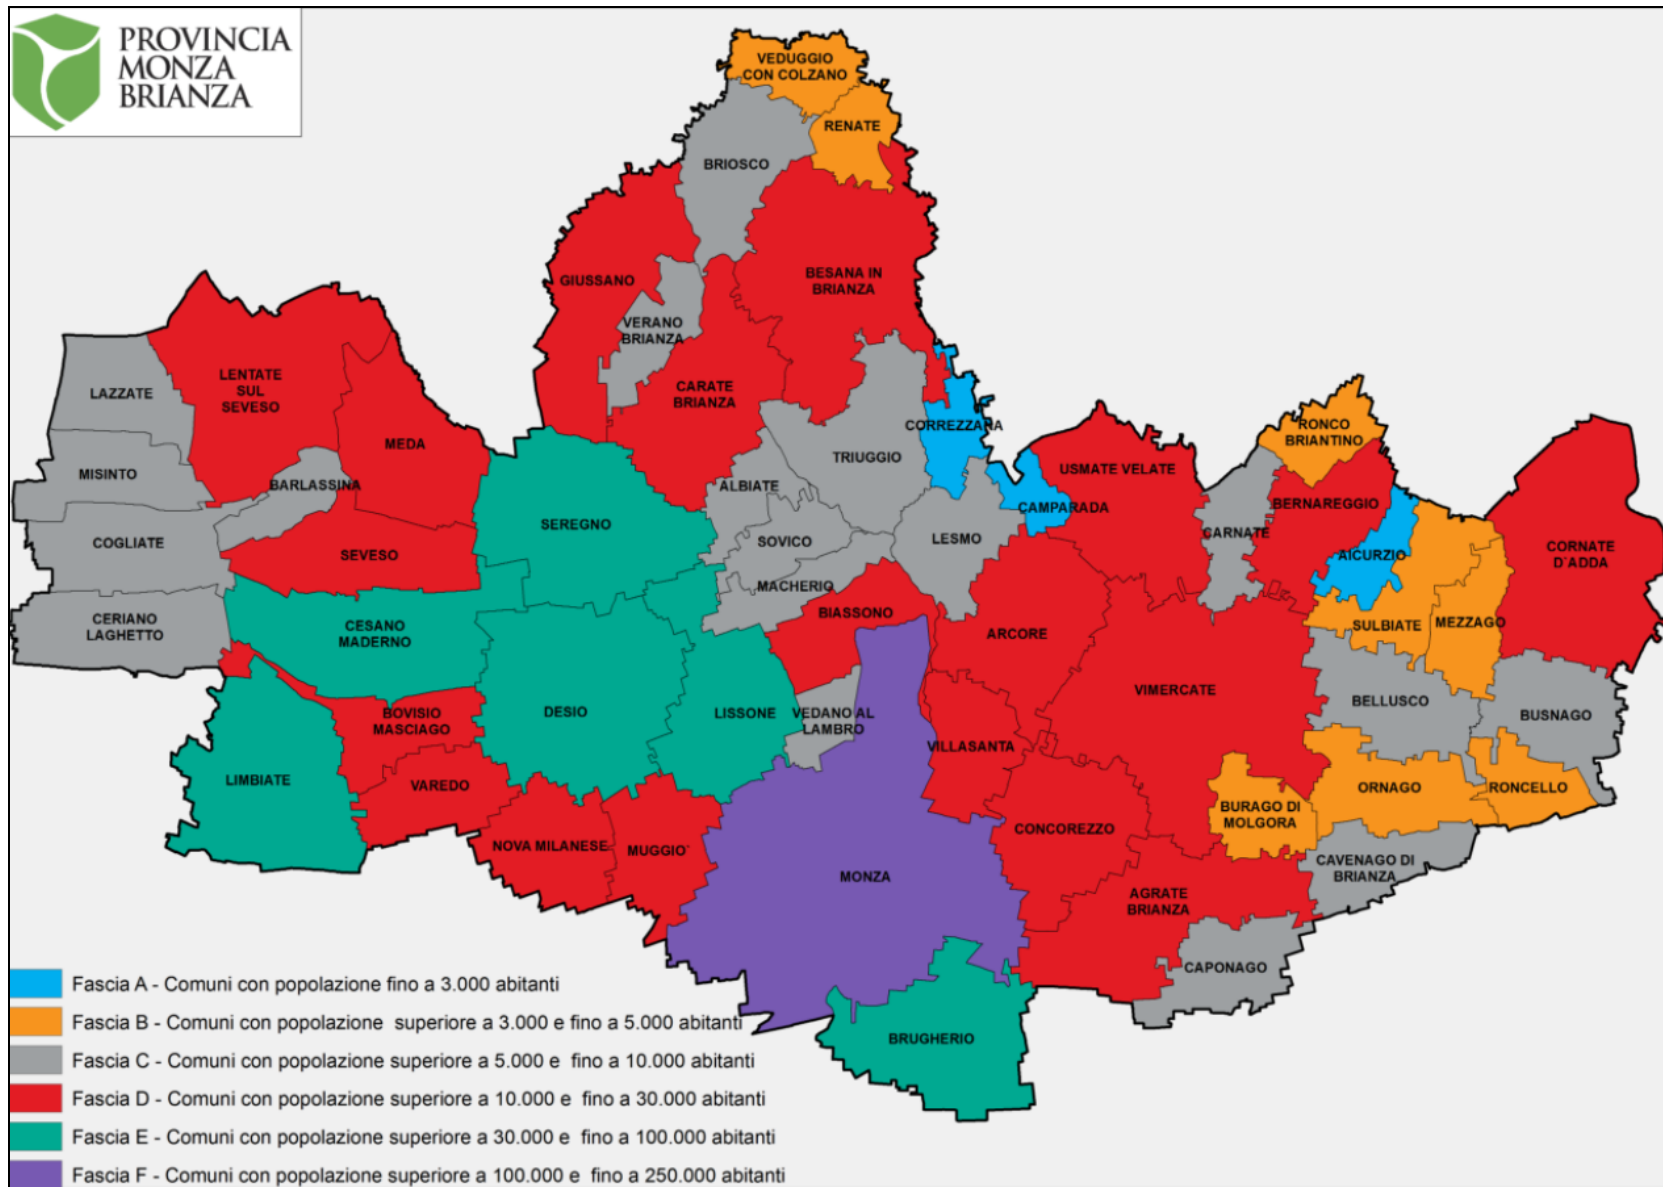 PROVINCIA
MONZA
BRIANZA
VEDUGGIO
CON COLZANO
RENATE
BRIOSCO
GIUSSANO
BESANA IN
BRIANZA
VERANO
BRIANZA
LAZZATE
LENTATE
SUL
SEVESO
CARATE
BRIANZA
MEDA
CORREZZANA
RONCO
BRIANTINO
MISINTO
BARLASSINA
ALBIATE
TRIUGGIO
USMATE VELATE
CAMPARADA
BERNAREGGIO
COGLIATE
SEVESO
SEREGNO
SOVICO
LESMO
CARNATE
AICURZIO
CORNATE
D'ADDA
MACHERIO
CERIANO
LAGHETTO
CESANO
MADERNO
BIASSONO
ARCORE
SULBIATE
MEZZAGO
VIMERCATE
BELLUSCO
BUSNAGO
BOVISIO
MASCIAGO
DESIO
LISSONE
VEDANO AL
LAMBRO
VILLASANTA
LIMBIATE
VAREDO
BURAGO DI
MOLGORA
ORNAGO
RONCELLO
NOVA MILANESE
MUGGIO'
CONCOREZZO
MONZA
AGRATE
BRIANZA
CAVENAGO DI
BRIANZA
CAPONAGO
BRUGHERIO
Fascia A - Comuni con popolazione fino a 3.000 abitanti
Fascia B - Comuni con popolazione superiore a 3.000 e fino a 5.000 abitanti
Fascia C - Comuni con popolazione superiore a 5.000 e fino a 10.000 abitanti
Fascia D - Comuni con popolazione superiore a 10.000 e fino a 30.000 abitanti
Fascia E - Comuni con popolazione superiore a 30.000 e fino a 100.000 abitanti
Fascia F - Comuni con popolazione superiore a 100.000 e fino a 250.000 abitanti